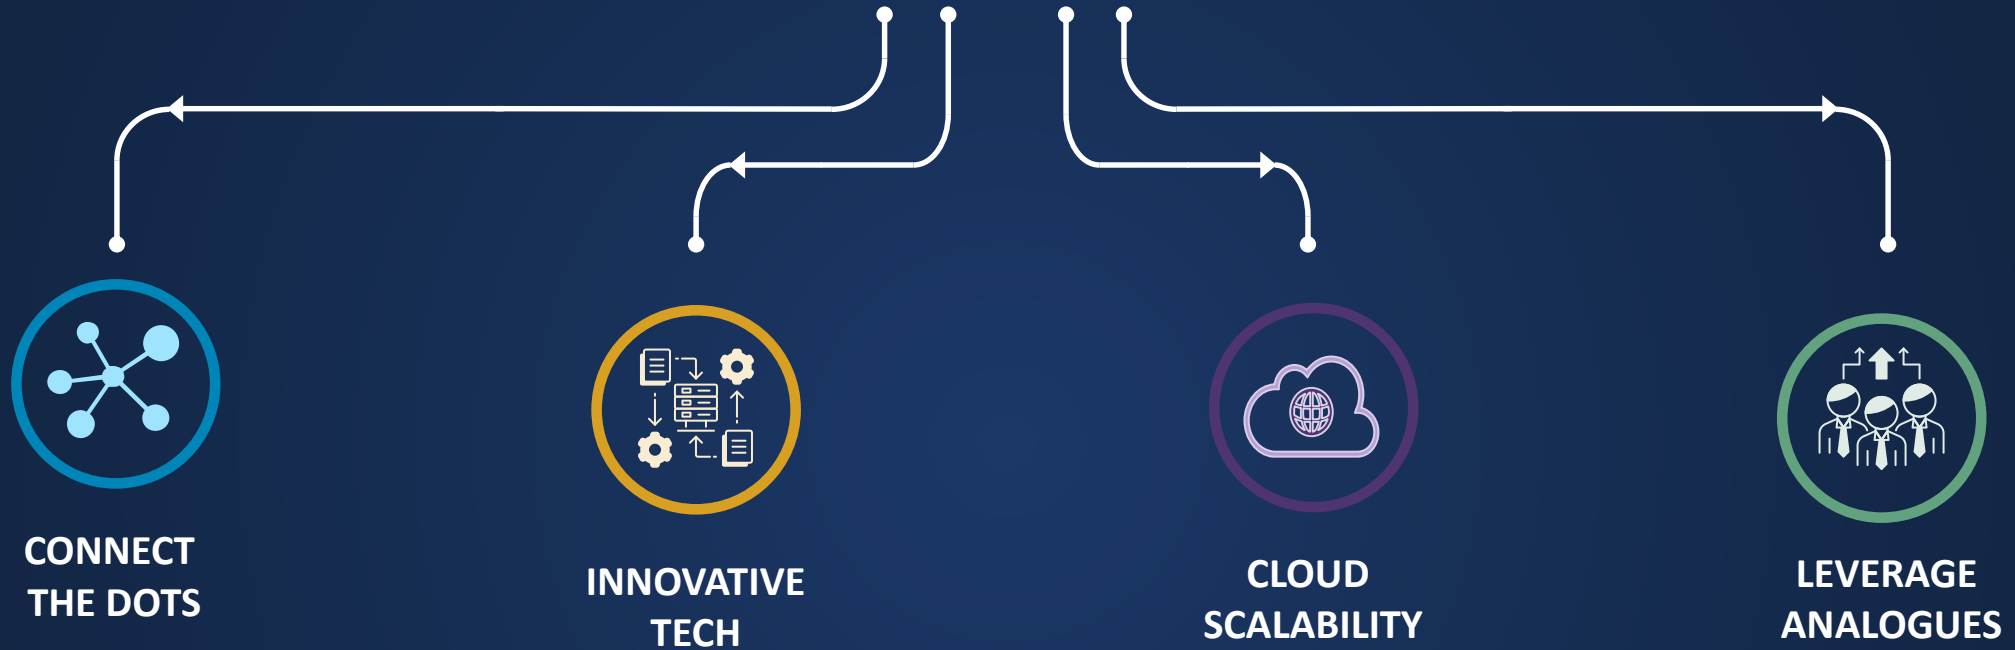 CONNECT
THE DOTS
INNOVATIVE
TECH
CLOUD
SCALABILITY
LEVERAGE
ANALOGUES